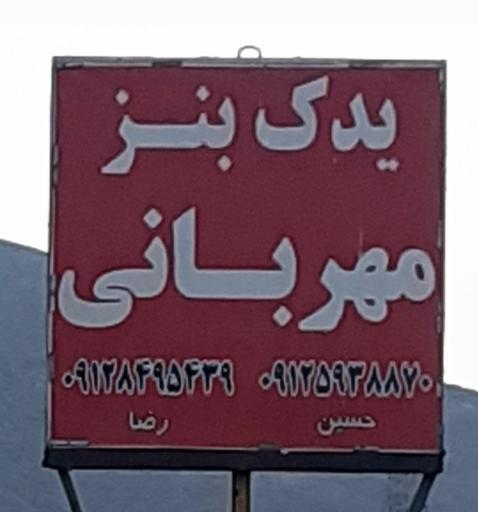 یدک بنز
مهربانی
۰۹۱۲۵۹۳۸۸۷۰ ۰۹۱۲۸۴۹۵۴۳۹
حسین رضا